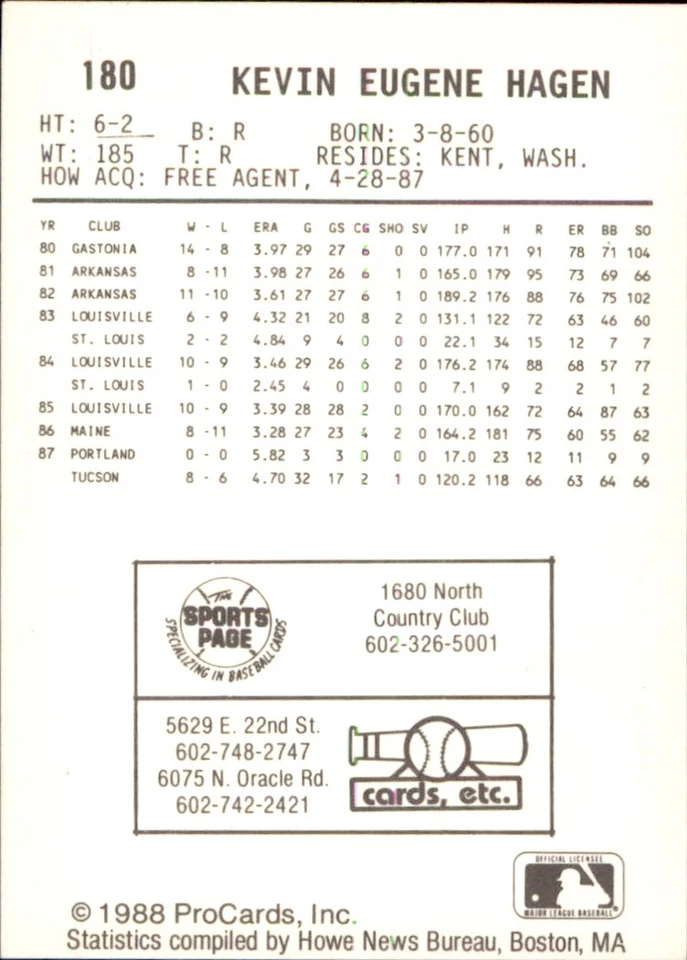 180 KEVIN EUGENE HAGEN
HT: 6-2 B: R BORN: 3-8-60
WT: 185 T: R RESIDES: KENT, WASH.
HOW ACQ: FREE AGENT, 4-28-87
YR CLUB W - L ERA G GS CG SHO SV IP H R ER BB SO
80 GASTONIA 14 - 8 3.97 29 27 6 0 0 177.0 171 91 78 71 104
81 ARKANSAS 8 -11 3.98 27 26 6 1 0 165.0 179 95 73 69 66
82 ARKANSAS 11 -10 3.61 27 27 6 1 0 189.2 176 88 76 75 102
83 LOUISVILLE 6 - 9 4.32 21 20 8 2 0 131.1 122 72 63 46 60
ST. LOUIS 2 - 2 4.84 9 4 0 0 0 22.1 34 15 12 7 7
84 LOUISVILLE 10 - 9 3.46 29 26 6 2 0 176.2 174 88 68 57 77
ST. LOUIS 1 - 0 2.45 4 0 0 0 0 7.1 9 2 2 1 2
85 LOUISVILLE 10 - 9 3.39 28 28 2 0 0 170.0 162 72 64 87 63
86 MAINE 8 -11 3.28 27 23 4 2 0 164.2 181 75 60 55 62
87 PORTLAND 0 - 0 5.82 3 3 0 0 0 17.0 23 12 11 9 9
TUCSON 8 - 6 4.70 32 17 2 1 0 120.2 118 66 63 64 66
THE
SPORTS
PAGE
SPECIALIZING IN BASEBALL CARDS
1680 North
Country Club
602-326-5001
5629 E. 22nd St.
602-748-2747
6075 N. Oracle Rd.
602-742-2421
cards, etc.
OFFICIAL LICENSEE
MAJOR LEAGUE BASEBALL
® 
© 1988 ProCards, Inc.
Statistics compiled by Howe News Bureau, Boston, MA